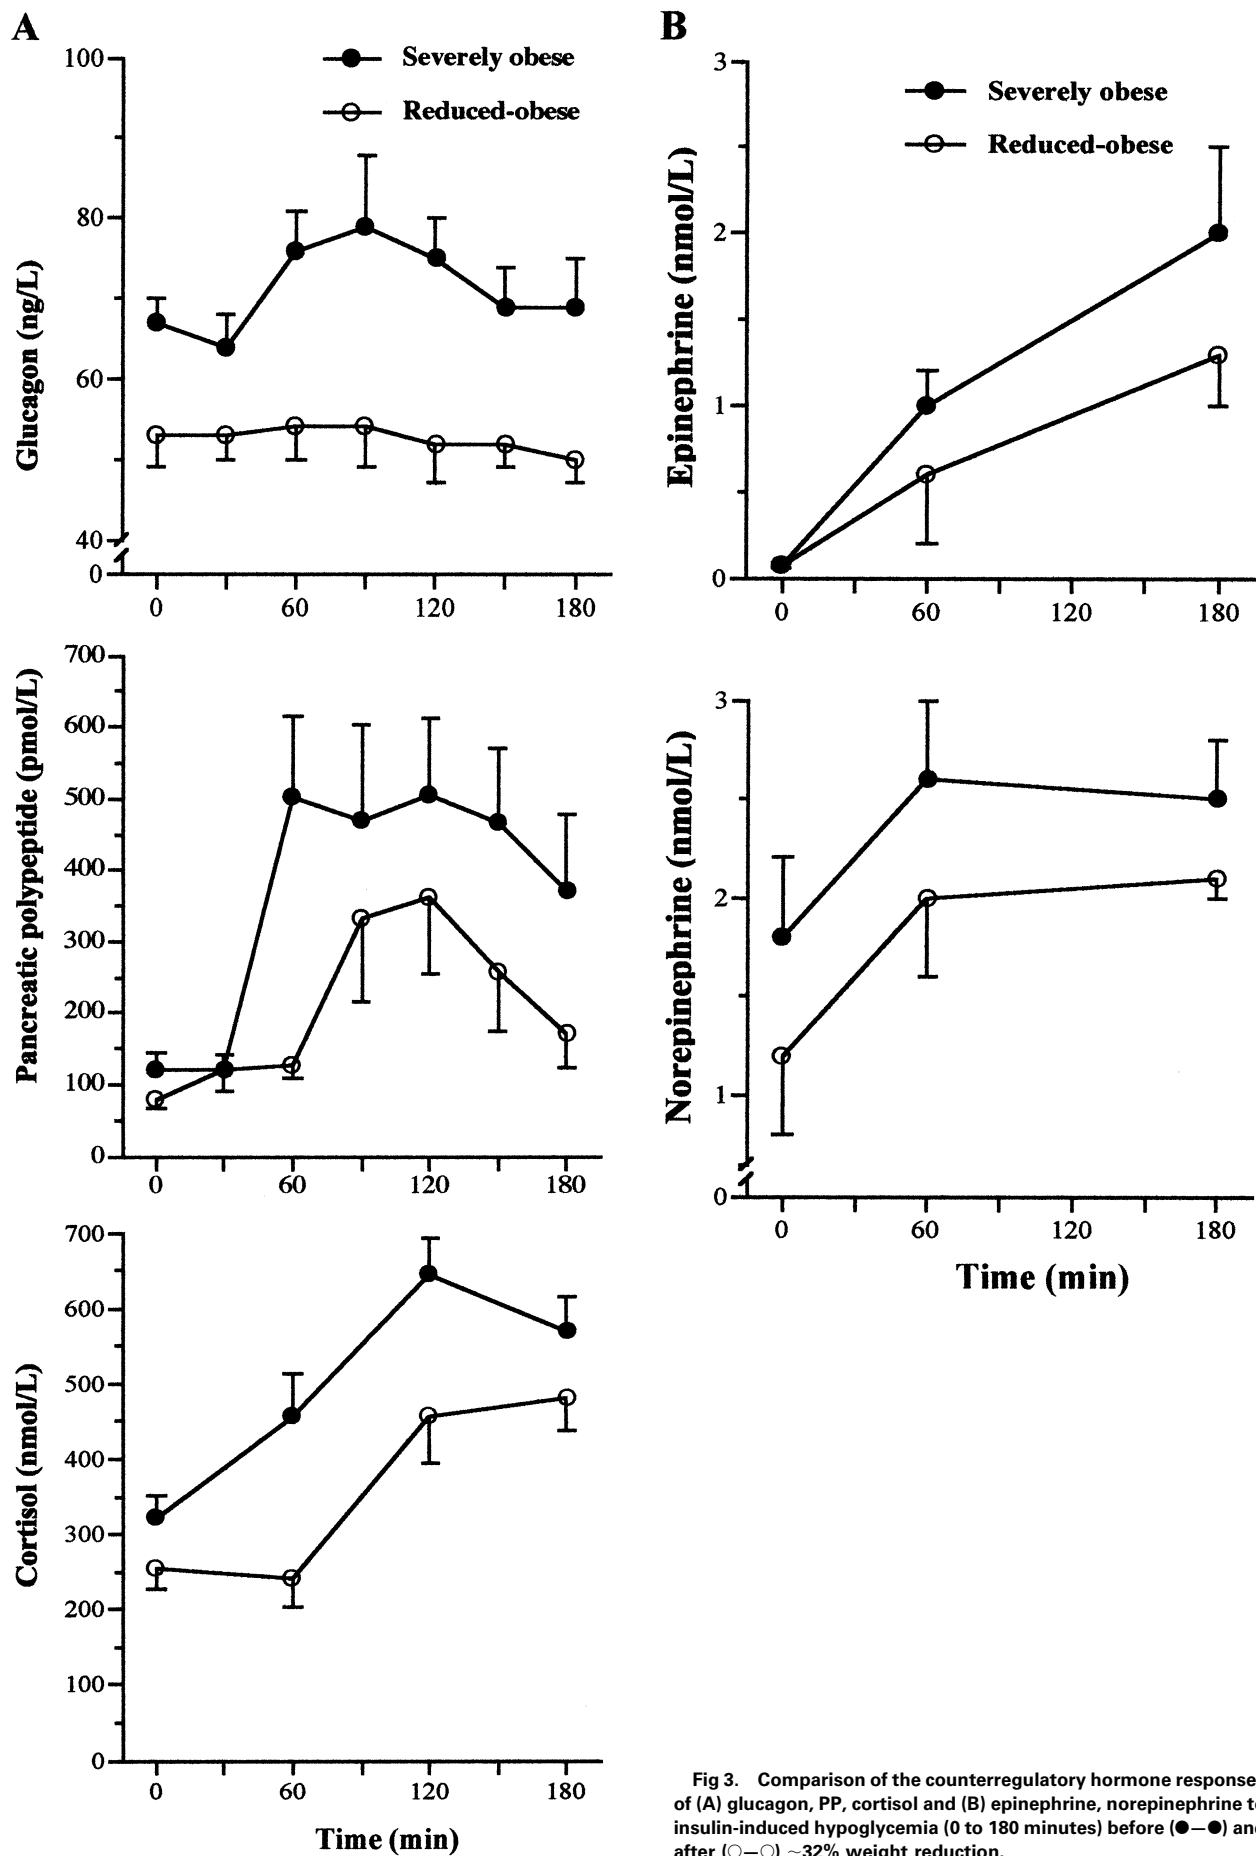 A
Severely obese
Reduced-obese
Glucagon (ng/L)
100
80
60
40
0
0 60 120 180
Pancreatic polypeptide (pmol/L)
700
600
500
400
300
200
100
0
0 60 120 180
Cortisol (nmol/L)
700
600
500
400
300
200
100
0
0 60 120 180
Time (min)
B
Severely obese
Reduced-obese
Epinephrine (nmol/L)
3
2
1
0
0 60 120 180
Norepinephrine (nmol/L)
3
2
1
0
0 60 120 180
Time (min)
Fig 3. Comparison of the counterregulatory hormone response
of (A) glucagon, PP, cortisol and (B) epinephrine, norepinephrine to
insulin-induced hypoglycemia (0 to 180 minutes) before (●—●) and
after (○—○) ~32% weight reduction.